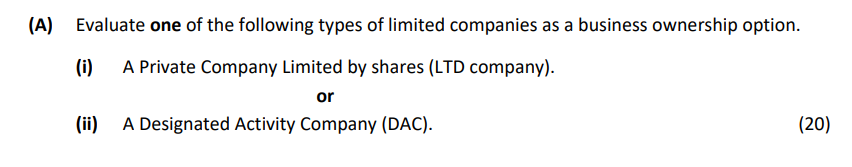 (A) Evaluate one of the following types of limited companies as a business ownership option.
(i) A Private Company Limited by shares (LTD company).
or
(ii) A Designated Activity Company (DAC). (20)